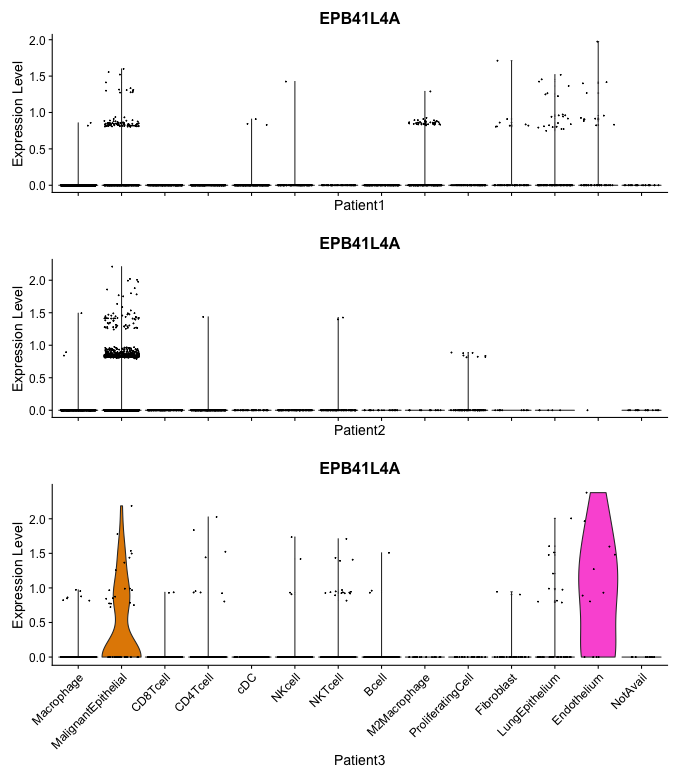 EPB41L4A
Expression Level
2.0
1.5
1.0
0.5
0.0
Patient1
EPB41L4A
Expression Level
2.0
1.5
1.0
0.5
0.0
Patient2
EPB41L4A
Expression Level
2.0
1.5
1.0
0.5
0.0
Macrophage
MalignantEpithelial
CD8Tcell
CD4Tcell
cDC
NKcell
NKTcell
Bcell
M2Macrophage
ProliferatingCell
Fibroblast
LungEpithelium
Endothelium
NotAvail
Patient3